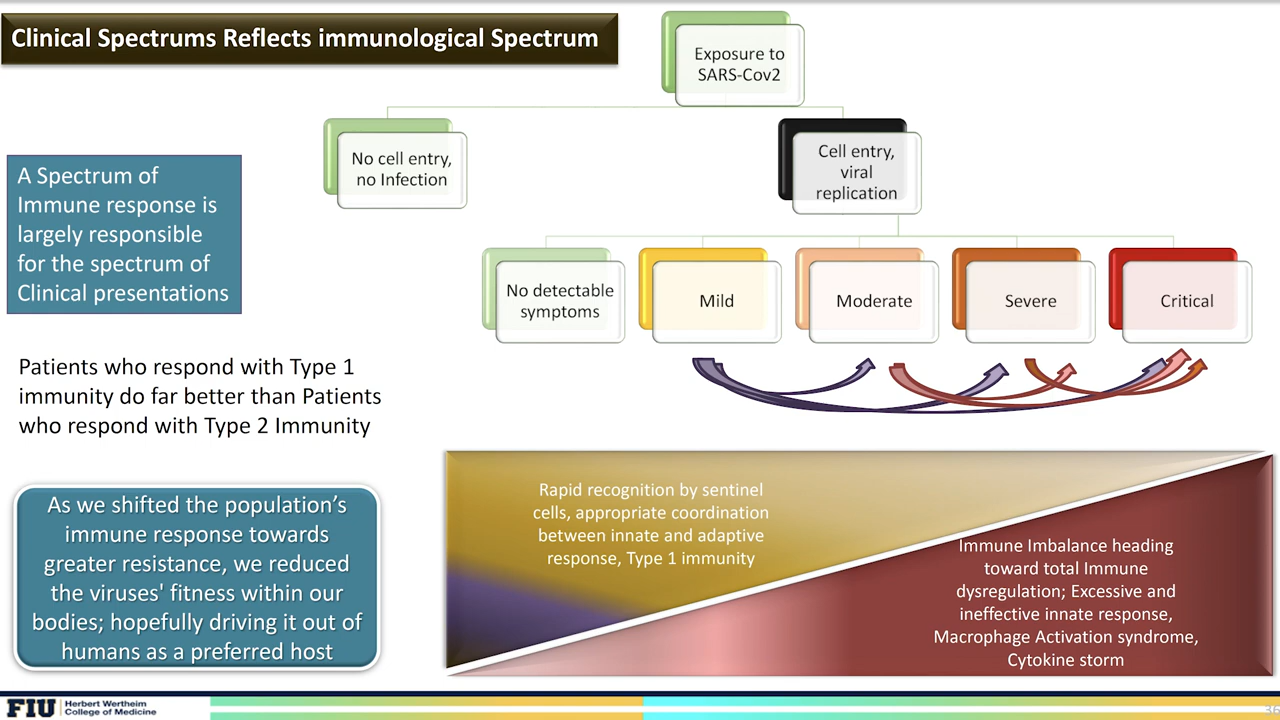 Clinical Spectrums Reflects immunological Spectrum
Exposure to
SARS-Cov2
No cell entry,
no Infection
Cell entry,
viral
replication
A Spectrum of
Immune response is
largely responsible
for the spectrum of
Clinical presentations
No detectable
symptoms
Mild
Moderate
Severe
Critical
Patients who respond with Type 1
immunity do far better than Patients
who respond with Type 2 Immunity
As we shifted the population’s
immune response towards
greater resistance, we reduced
the viruses' fitness within our
bodies; hopefully driving it out of
humans as a preferred host
Rapid recognition by sentinel
cells, appropriate coordination
between innate and adaptive
response, Type 1 immunity
Immune Imbalance heading
toward total Immune
dysregulation; Excessive and
ineffective innate response,
Macrophage Activation syndrome,
Cytokine storm
FIU
Herbert Wertheim
College of Medicine
36